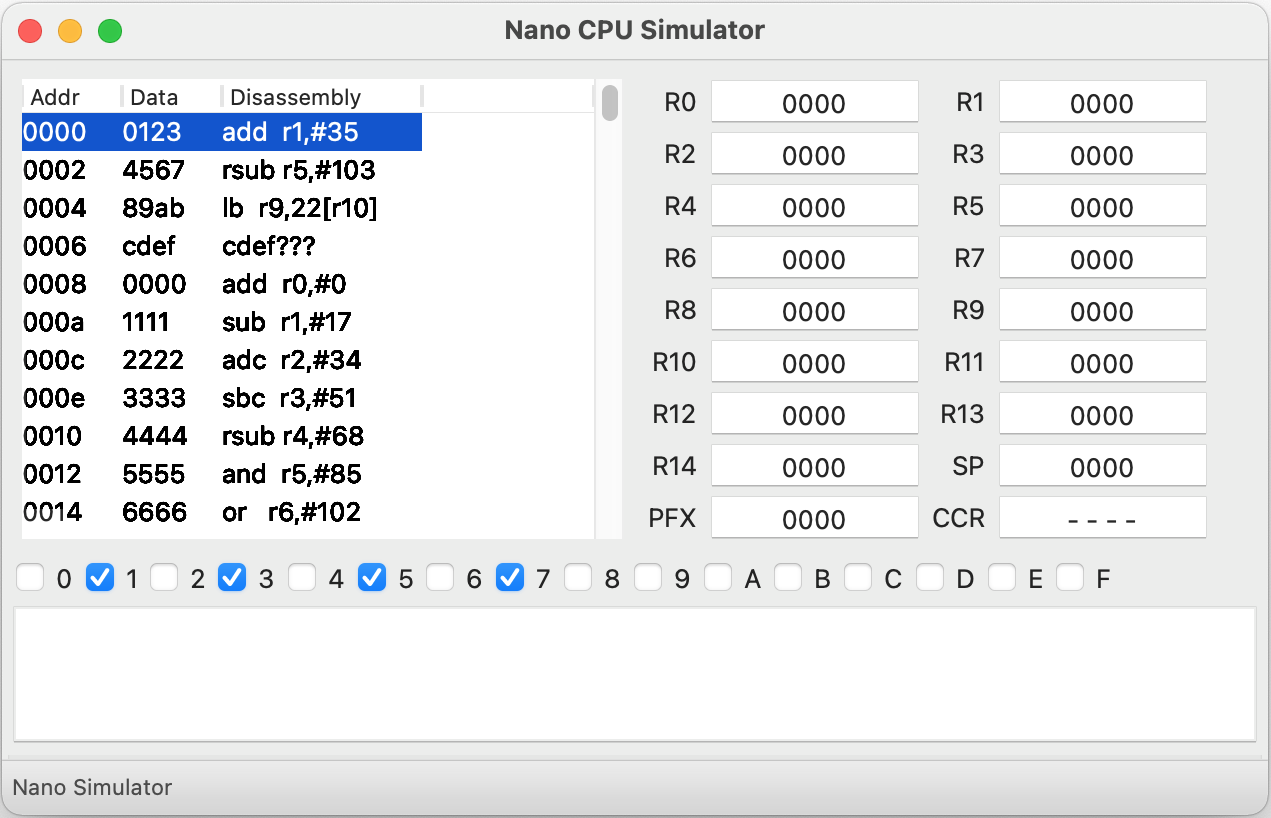 Nano CPU Simulator
Addr Data Disassembly
0000 0123 add r1,#35
0002 4567 rsub r5,#103
0004 89ab lb r9,22[r10]
0006 cdef cdef???
0008 0000 add r0,#0
000a 1111 sub r1,#17
000c 2222 adc r2,#34
000e 3333 sbc r3,#51
0010 4444 rsub r4,#68
0012 5555 and r5,#85
0014 6666 or r6,#102
R0 0000 R1 0000
R2 0000 R3 0000
R4 0000 R5 0000
R6 0000 R7 0000
R8 0000 R9 0000
R10 0000 R11 0000
R12 0000 R13 0000
R14 0000 SP 0000
PFX 0000 CCR ----
0 1 2 3 4 5 6 7 8 9 A B C D E F
Nano Simulator